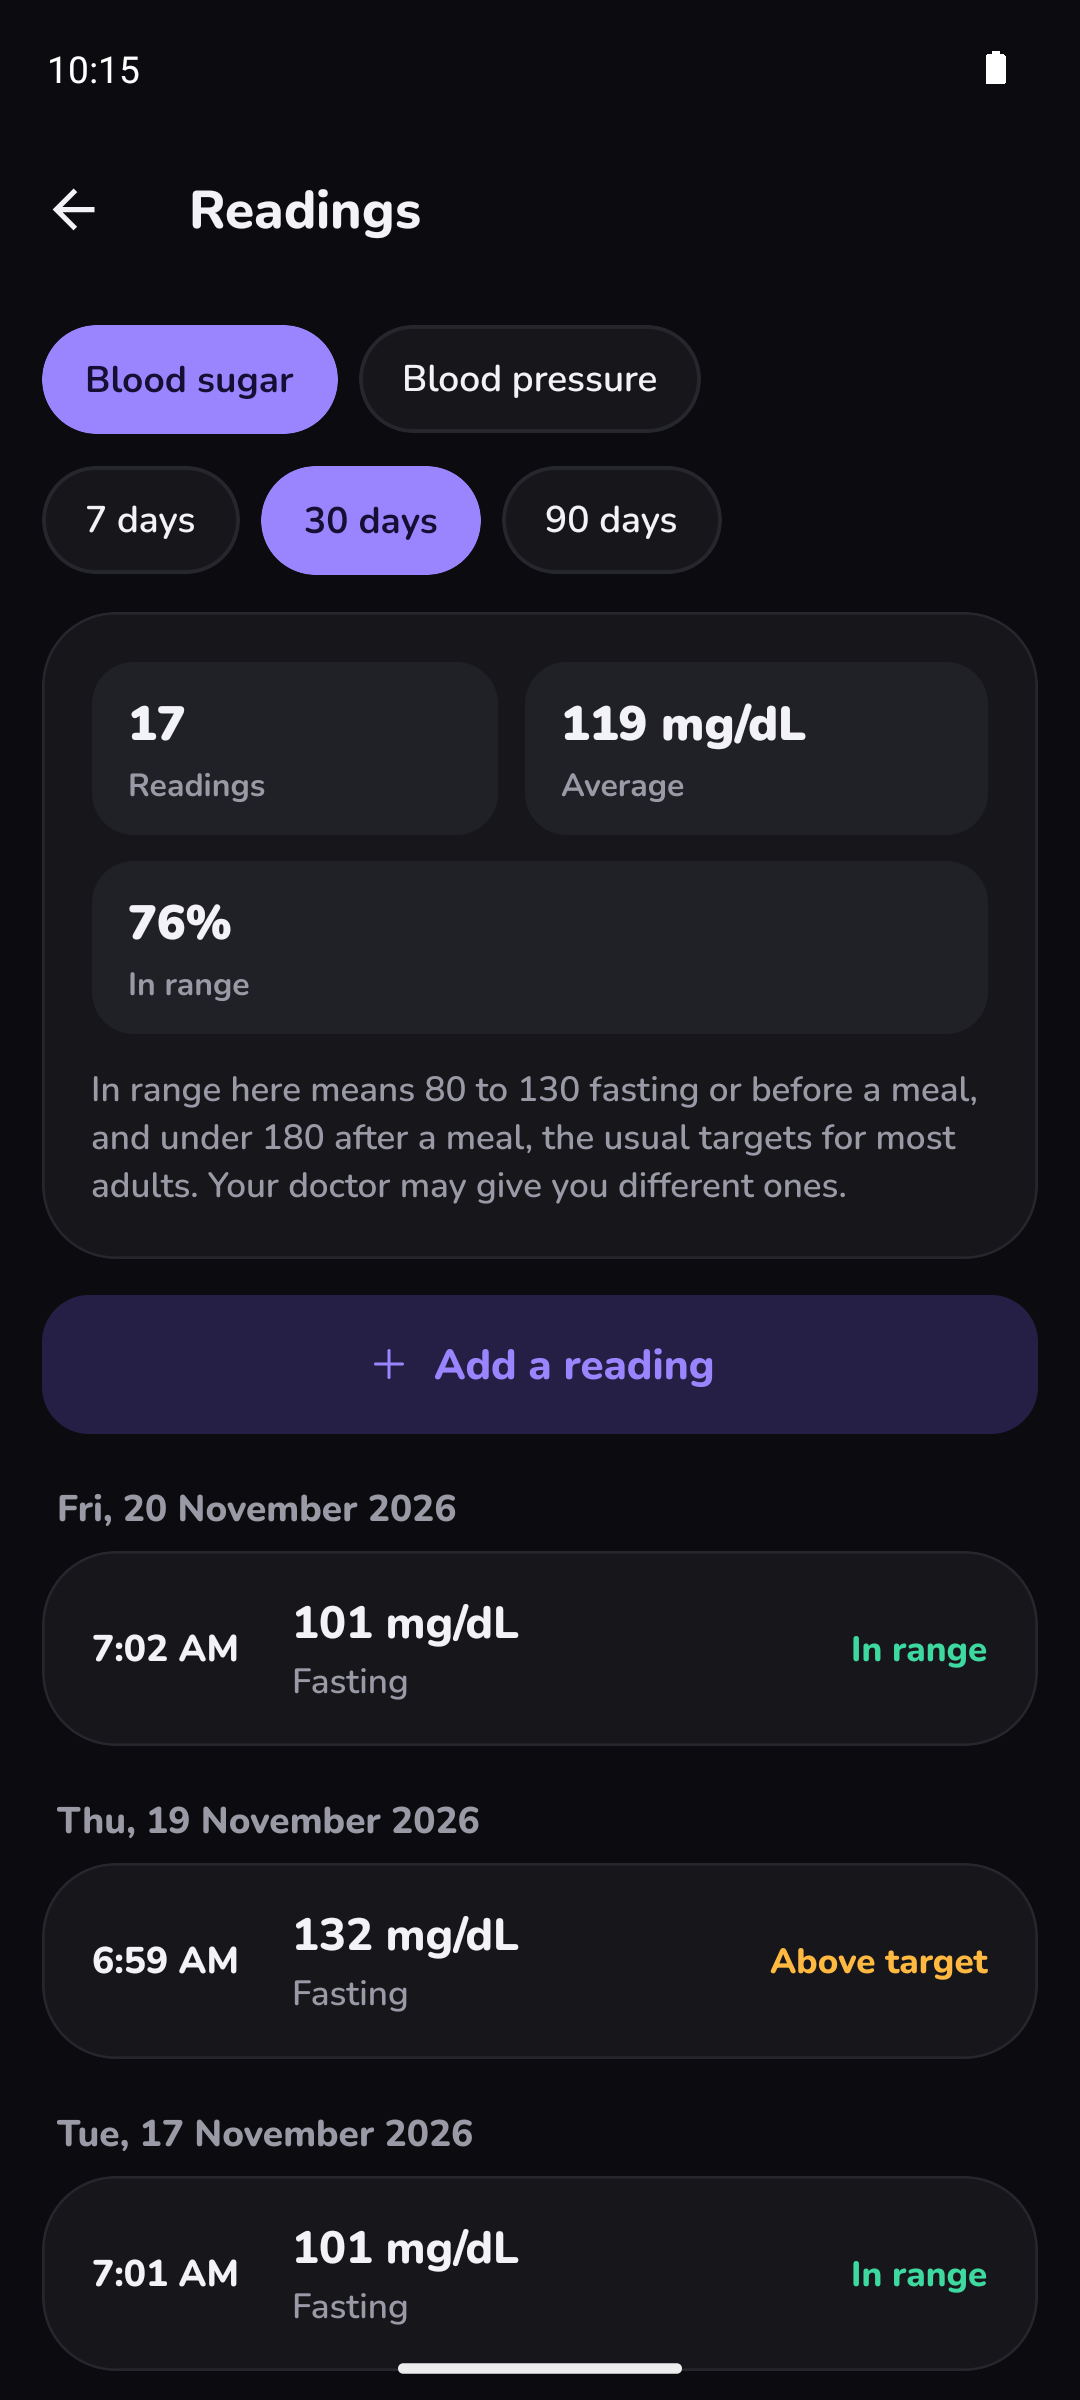 10:15
Readings
Blood sugar
Blood pressure
7 days
30 days
90 days
17
Readings
119 mg/dL
Average
76%
In range
In range here means 80 to 130 fasting or before a meal,
and under 180 after a meal, the usual targets for most
adults. Your doctor may give you different ones.
+ Add a reading
Fri, 20 November 2026
7:02 AM
101 mg/dL
Fasting
In range
Thu, 19 November 2026
6:59 AM
132 mg/dL
Fasting
Above target
Tue, 17 November 2026
7:01 AM
101 mg/dL
Fasting
In range